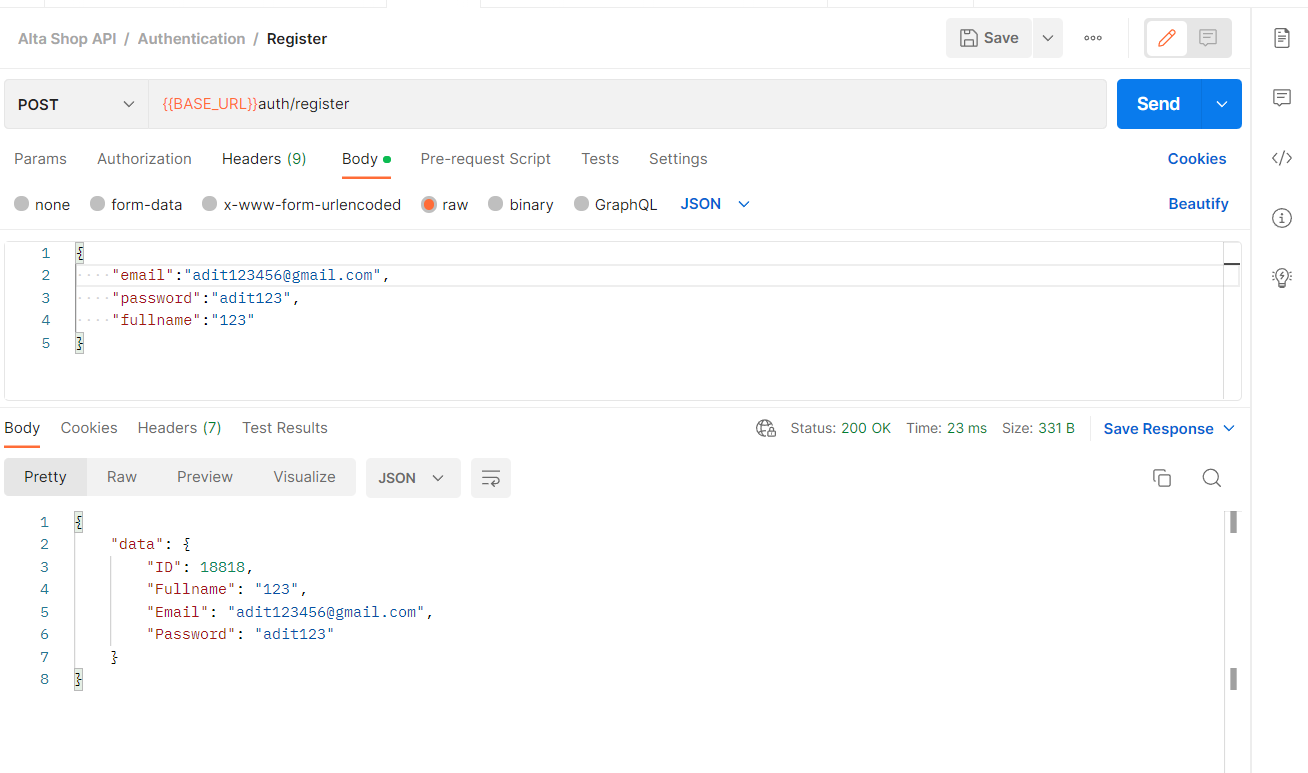 Alta Shop API / Authentication / Register
Save
POST
{{BASE_URL}}auth/register
Send
Params Authorization Headers (9) Body Pre-request Script Tests Settings Cookies
none form-data x-www-form-urlencoded raw binary GraphQL JSON Beautify
1 {
2 ····"email":"adit123456@gmail.com",
3 ····"password":"adit123",
4 ····"fullname":"123"
5 }
Body Cookies Headers (7) Test Results Status: 200 OK Time: 23 ms Size: 331 B Save Response
Pretty Raw Preview Visualize JSON
1 {
2 "data": {
3 "ID": 18818,
4 "Fullname": "123",
5 "Email": "adit123456@gmail.com",
6 "Password": "adit123"
7 }
8 }